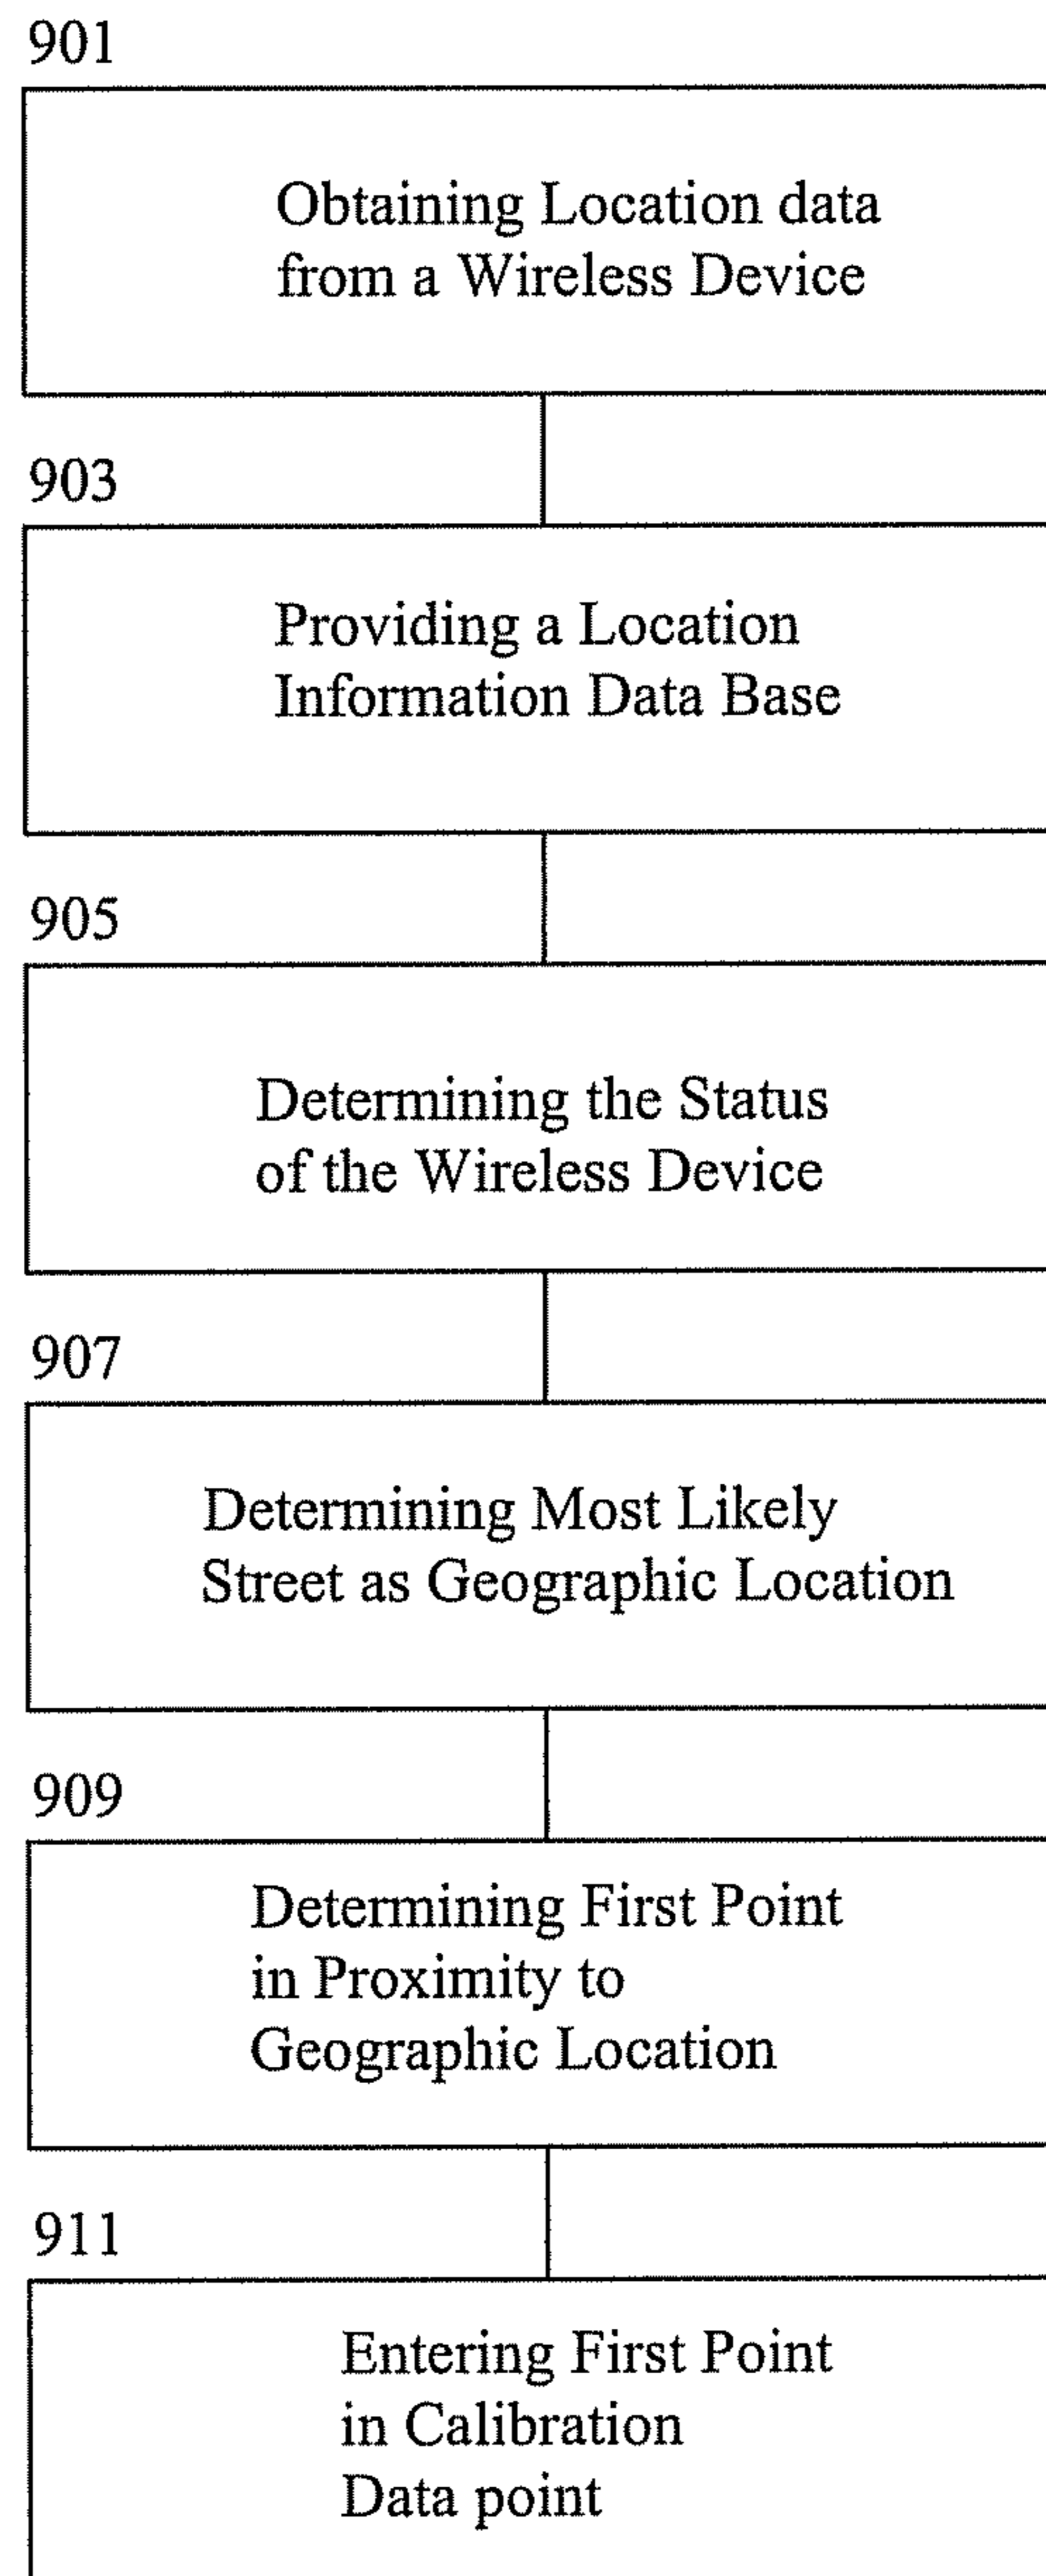 901
Obtaining Location data
from a Wireless Device
903
Providing a Location
Information Data Base
905
Determining the Status
of the Wireless Device
907
Determining Most Likely
Street as Geographic Location
909
Determining First Point
in Proximity to
Geographic Location
911
Entering First Point
in Calibration
Data point